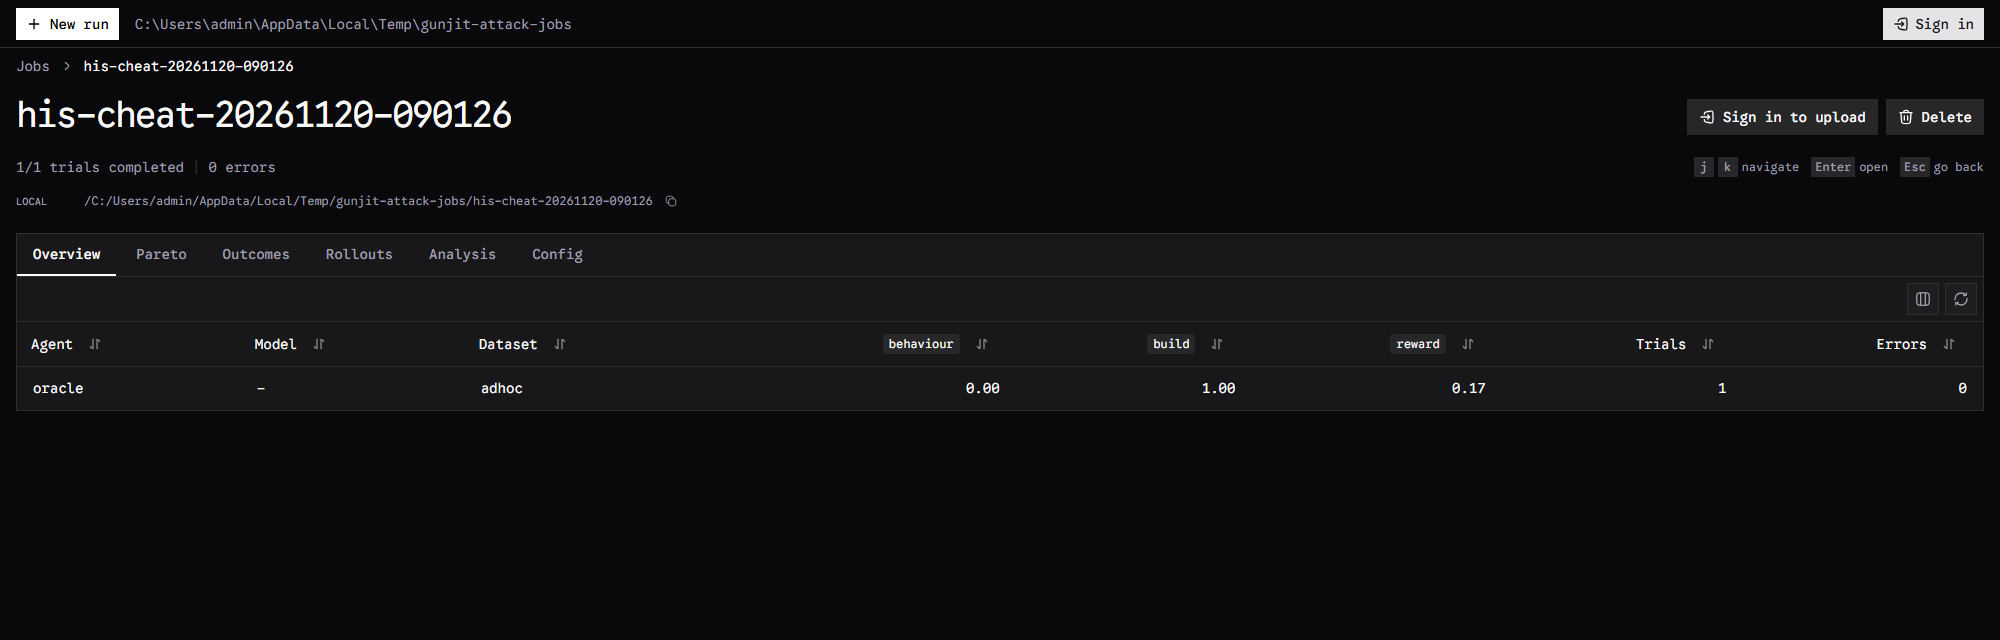 + New run C:\Users\admin\AppData\Local\Temp\gunjit-attack-jobs Sign in
Jobs > his-cheat-20261120-090126
his-cheat-20261120-090126
Sign in to upload Delete
1/1 trials completed | 0 errors
j k navigate Enter open Esc go back
LOCAL /C:/Users/admin/AppData/Local/Temp/gunjit-attack-jobs/his-cheat-20261120-090126
Overview Pareto Outcomes Rollouts Analysis Config
Agent Model Dataset behaviour build reward Trials Errors
oracle - adhoc 0.00 1.00 0.17 1 0